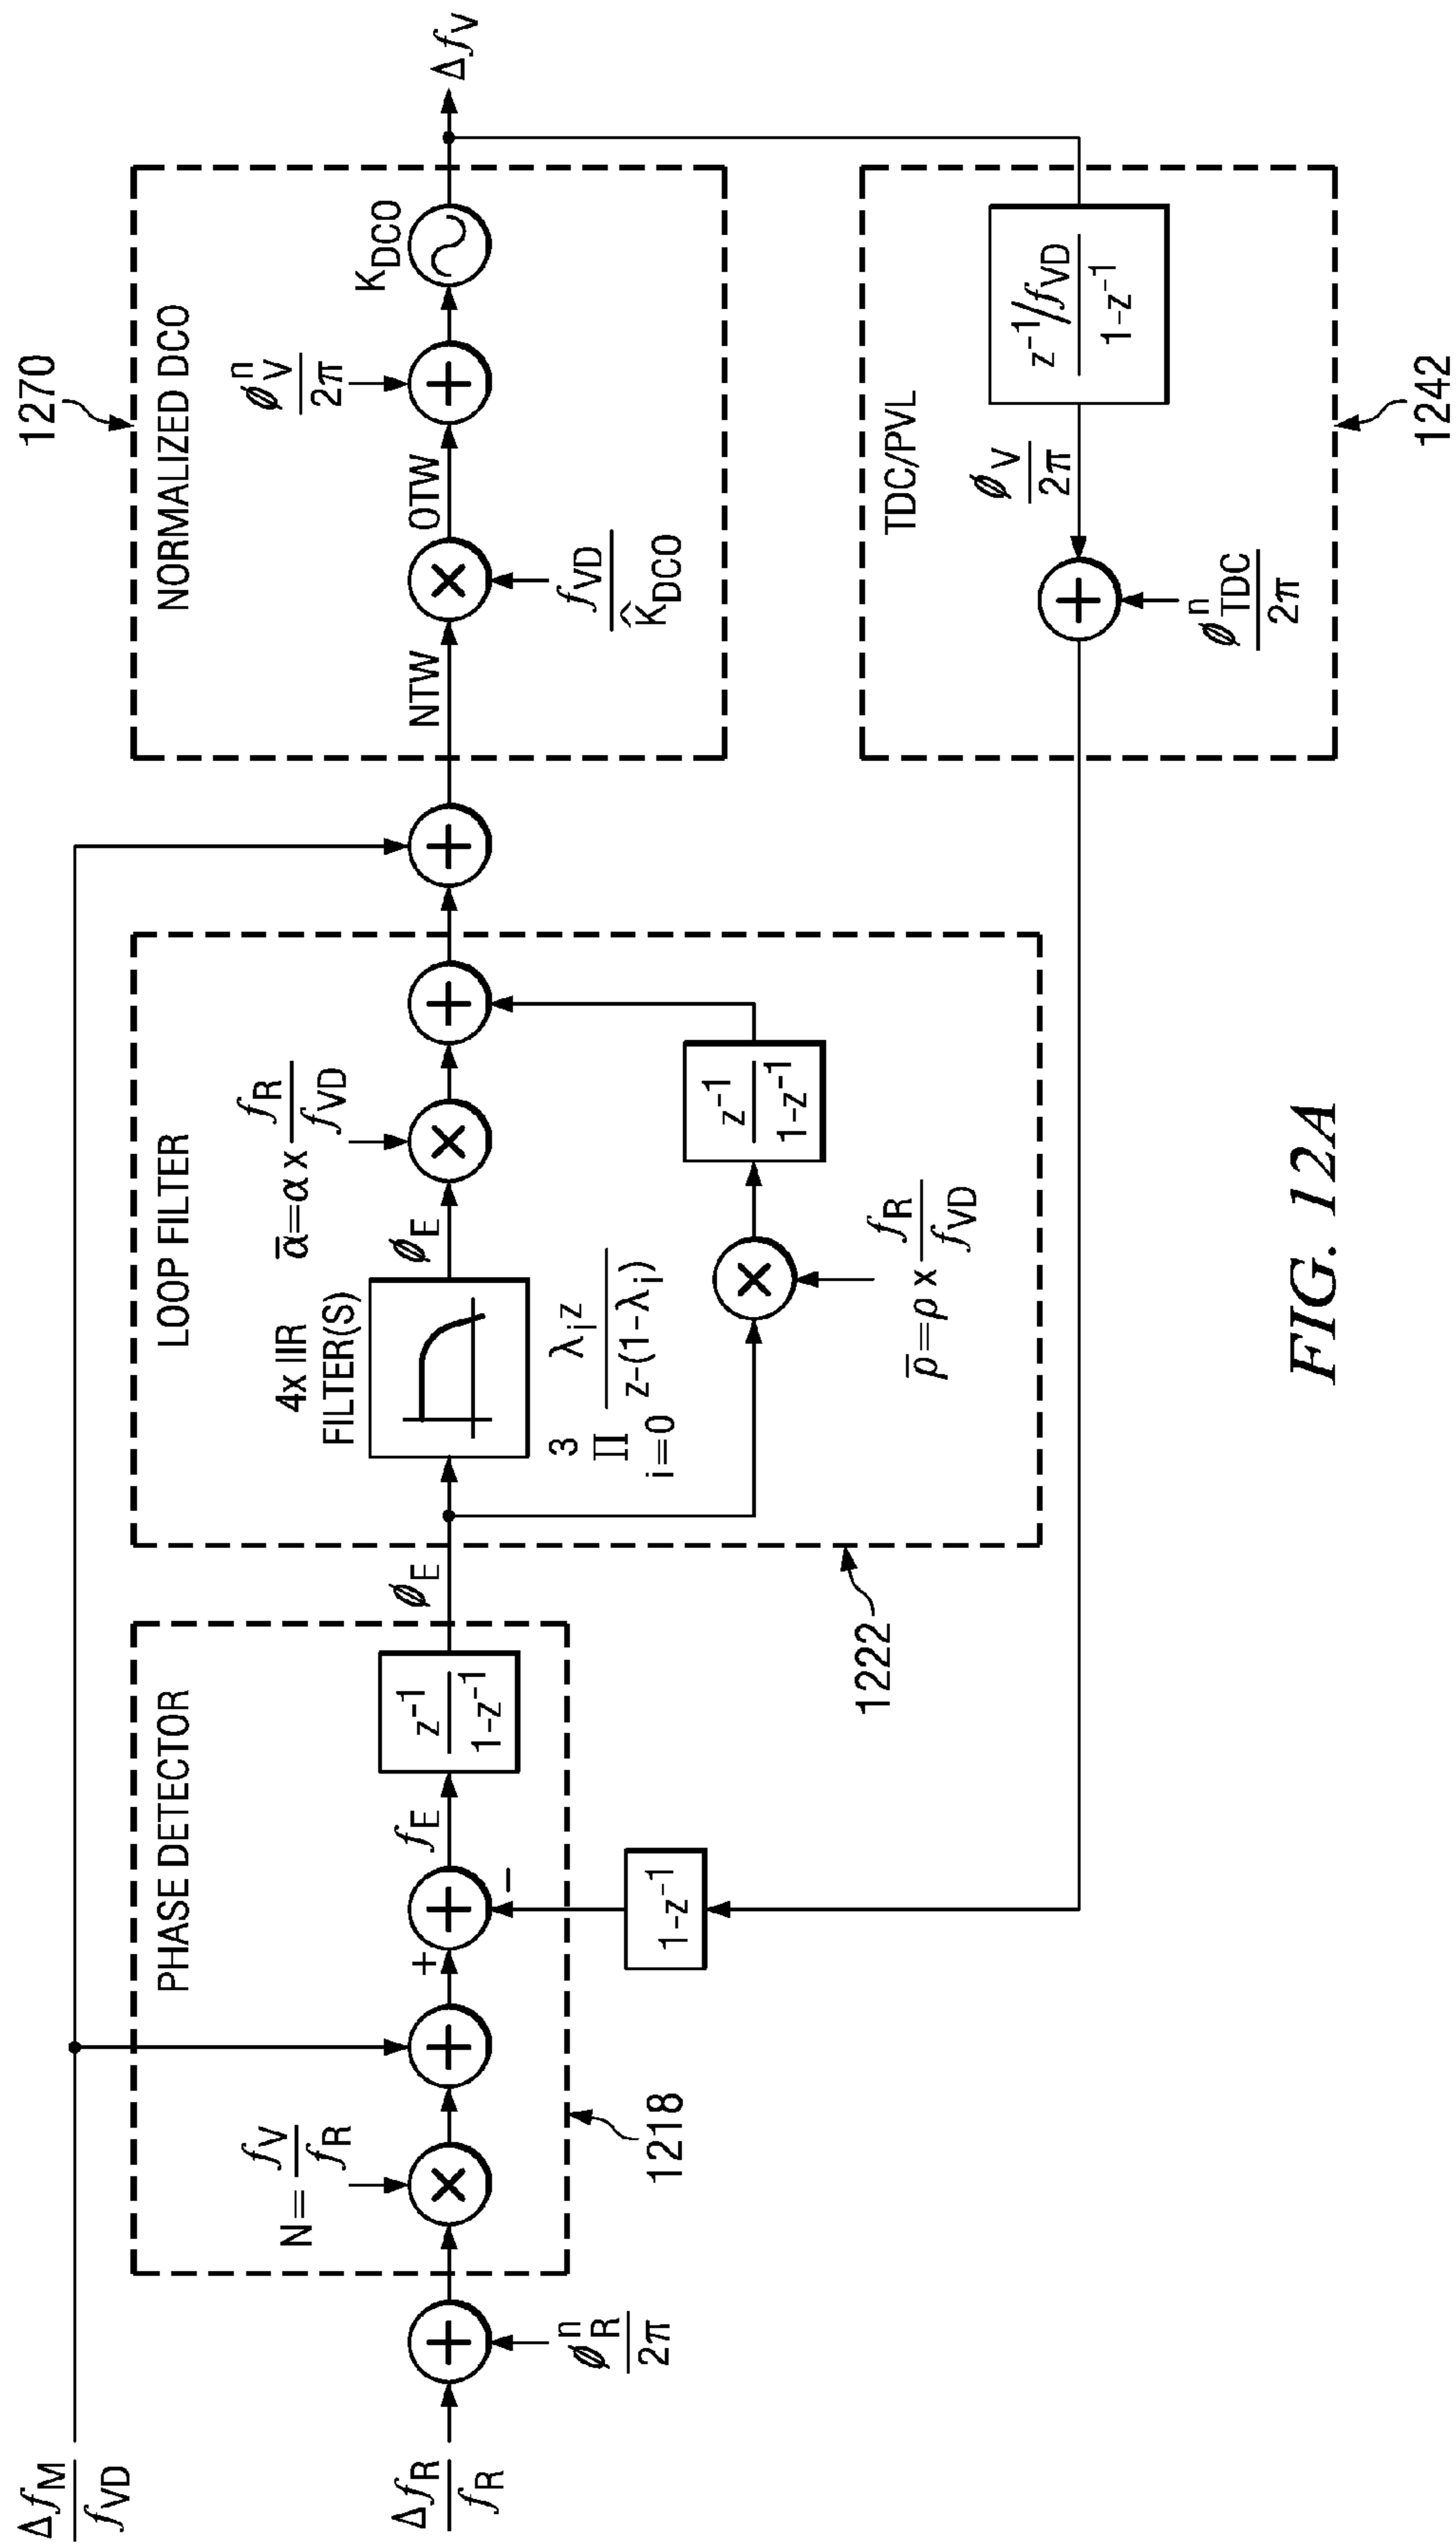 1270
NORMALIZED DCO
NTW
OTW
f_VD / K̂_DCO
ø^n_V / 2π
K_DCO
Δf_V
TDC/PVL
z⁻¹/f_VD / 1-z⁻¹
ø_V / 2π
ø^n_TDC / 2π
1242
LOOP FILTER
4x IIR
FILTER(S)
3
Π
i=0
λ_i z / z-(1-λ_i)
ø_E
ᾱ=α x f_R / f_VD
ρ̄=ρ x f_R / f_VD
z⁻¹ / 1-z⁻¹
1222
PHASE DETECTOR
N= f_V / f_R
+
-
f_E
z⁻¹ / 1-z⁻¹
ø_E
1-z⁻¹
1218
Δf_M / f_VD
Δf_R / f_R
ø^n_R / 2π
FIG. 12A